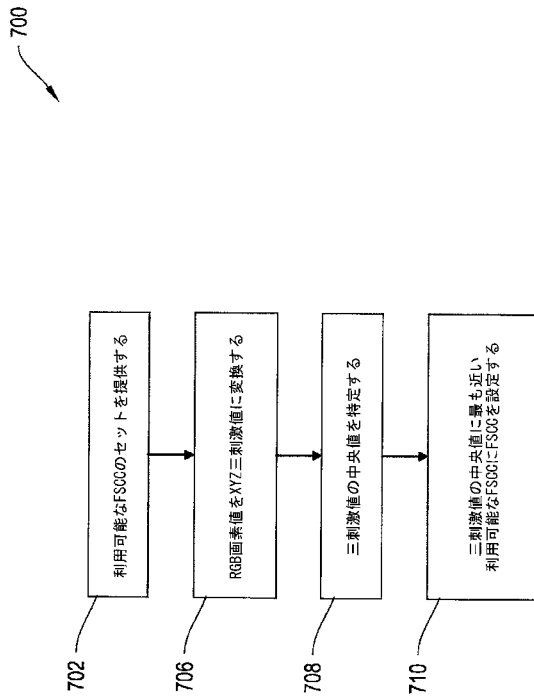 700
702
利用可能なFSCCのセットを提供する
706
RGB画素値をXYZ三刺激値に変換する
708
三刺激値の中央値を特定する
710
三刺激値の中央値に最も近い
利用可能なFSCCにFSCCを設定する